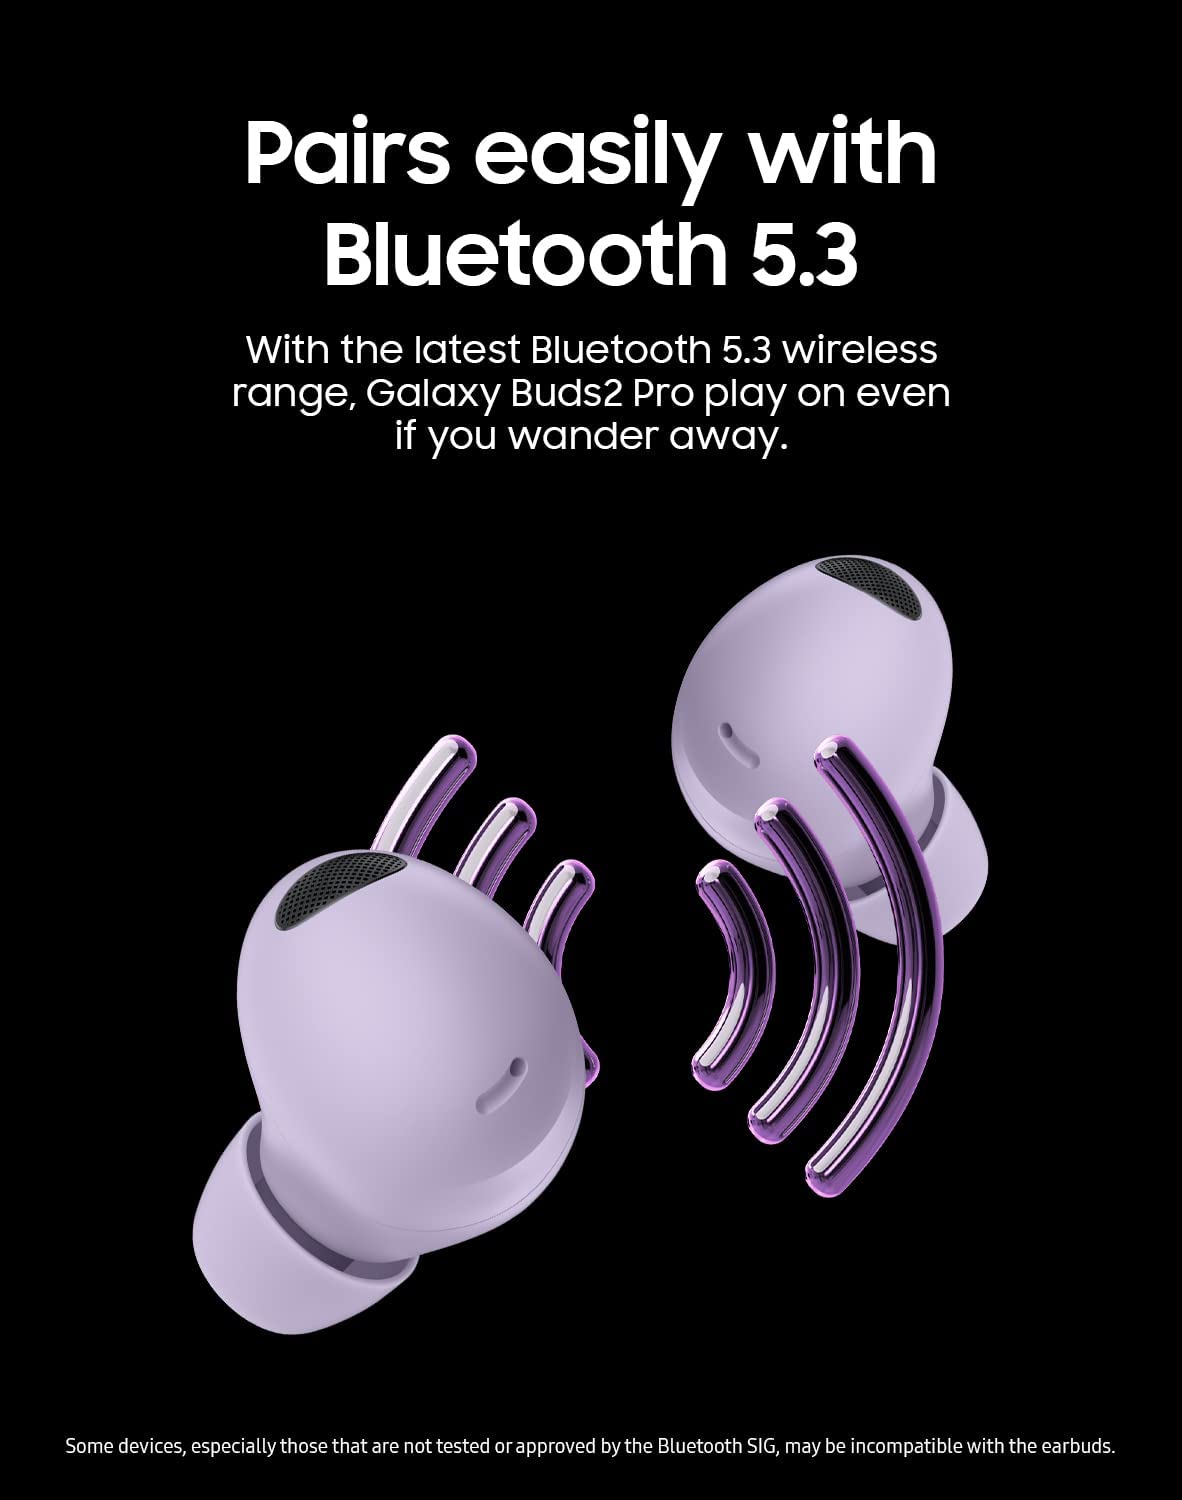 Pairs easily with
Bluetooth 5.3
With the latest Bluetooth 5.3 wireless
range, Galaxy Buds2 Pro play on even
if you wander away.
Some devices, especially those that are not tested or approved by the Bluetooth SIG, may be incompatible with the earbuds.